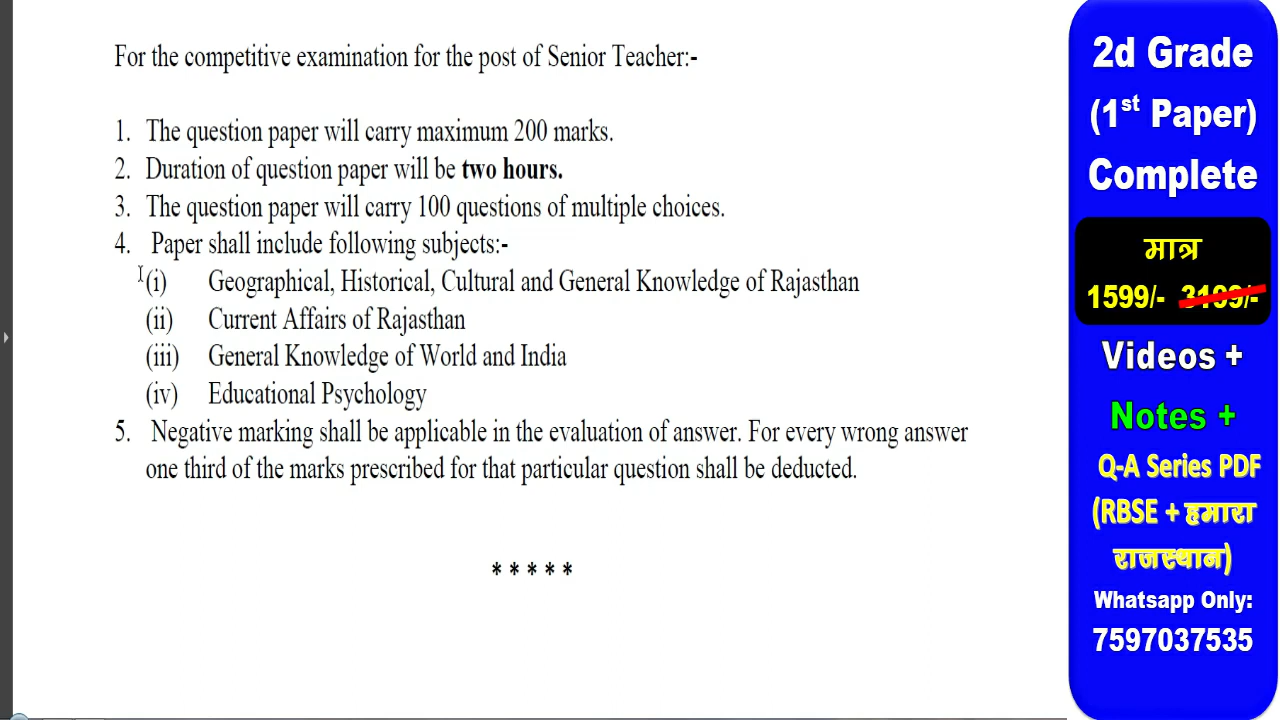 For the competitive examination for the post of Senior Teacher:-
1. The question paper will carry maximum 200 marks.
2. Duration of question paper will be two hours.
3. The question paper will carry 100 questions of multiple choices.
4. Paper shall include following subjects:-
(i) Geographical, Historical, Cultural and General Knowledge of Rajasthan
(ii) Current Affairs of Rajasthan
(iii) General Knowledge of World and India
(iv) Educational Psychology
5. Negative marking shall be applicable in the evaluation of answer. For every wrong answer
one third of the marks prescribed for that particular question shall be deducted.
* * * * *
2d Grade
(1st Paper)
Complete
मात्र
1599/- 3199/-
Videos +
Notes +
Q-A Series PDF
(RBSE + हमारा
राजस्थान)
Whatsapp Only:
7597037535